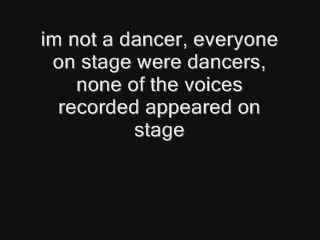 im not a dancer, everyone
on stage were dancers,
none of the voices
recorded appeared on
stage